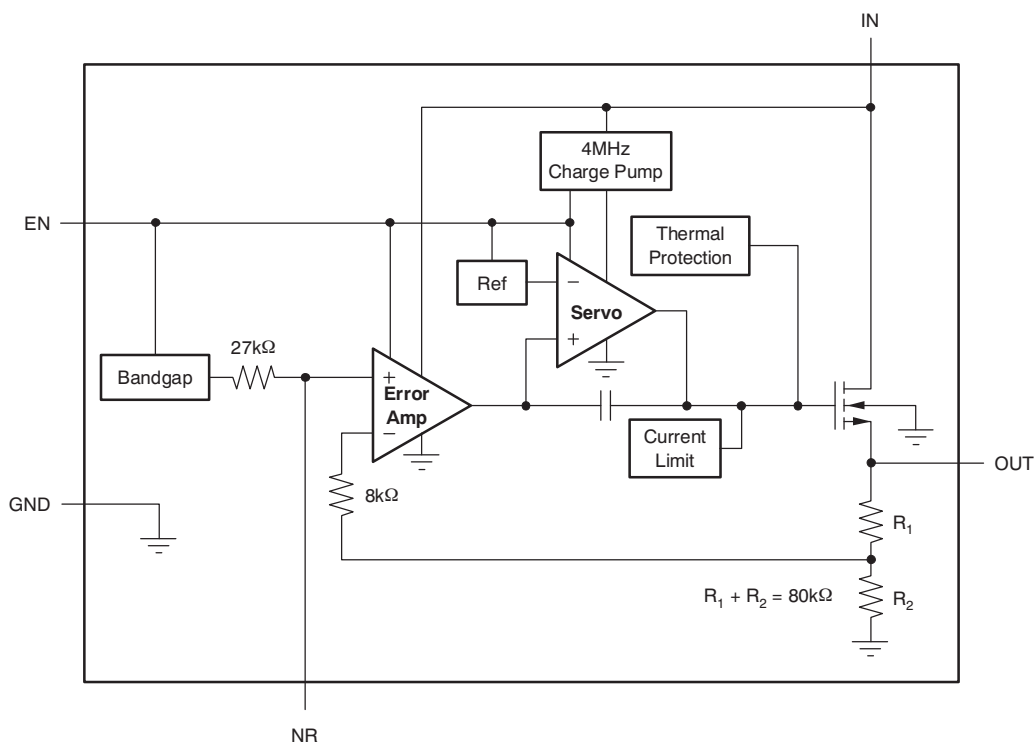 IN
4MHz
Charge Pump
EN
Thermal
Protection
Ref
−
Servo
+
27kΩ
Bandgap
+
Error
Amp
−
Current
Limit
OUT
8kΩ
GND
R1
R1 + R2 = 80kΩ
R2
NR